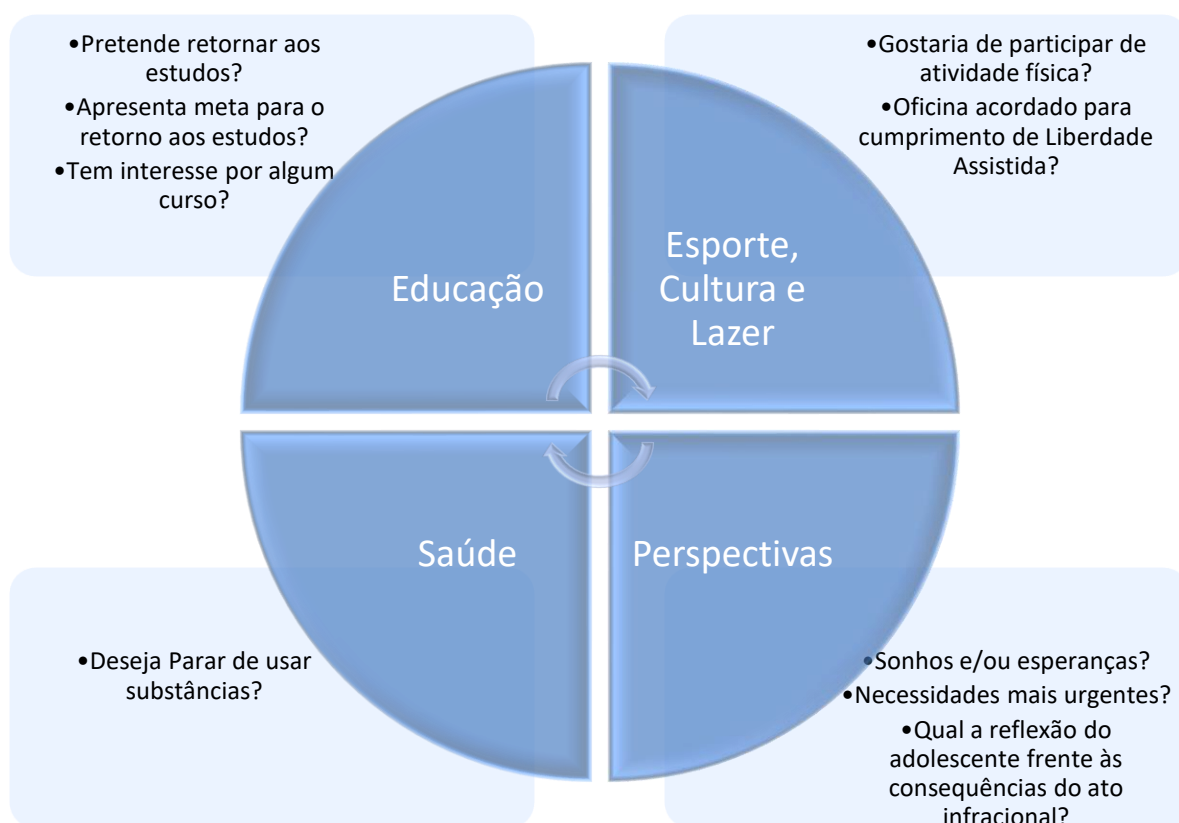 •Pretende retornar aos
estudos?
•Apresenta meta para o
retorno aos estudos?
•Tem interesse por algum
curso?
•Gostaria de participar de
atividade física?
•Oficina acordado para
cumprimento de Liberdade
Assistida?
Educação
Esporte,
Cultura e
Lazer
Saúde
Perspectivas
•Deseja Parar de usar
substâncias?
•Sonhos e/ou esperanças?
•Necessidades mais urgentes?
•Qual a reflexão do
adolescente frente às
consequências do ato
infracional?